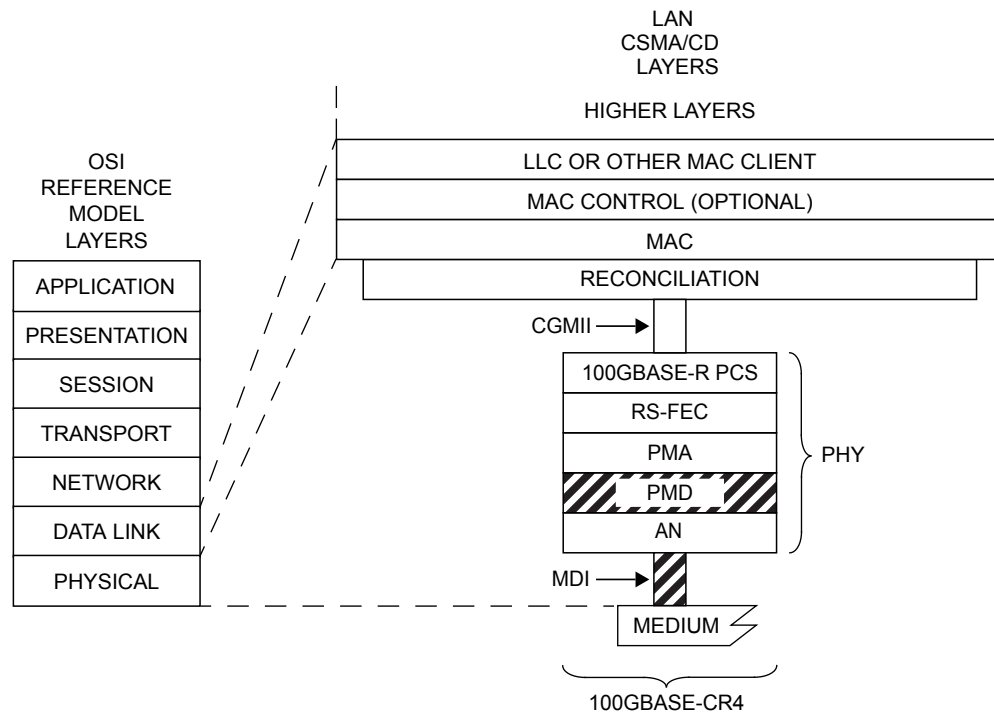 LAN
CSMA/CD
LAYERS
HIGHER LAYERS
OSI
REFERENCE
MODEL
LAYERS
LLC OR OTHER MAC CLIENT
MAC CONTROL (OPTIONAL)
MAC
RECONCILIATION
APPLICATION
PRESENTATION
SESSION
TRANSPORT
NETWORK
DATA LINK
PHYSICAL
CGMII
100GBASE-R PCS
RS-FEC
PMA
PMD
AN
PHY
MDI
MEDIUM
100GBASE-CR4